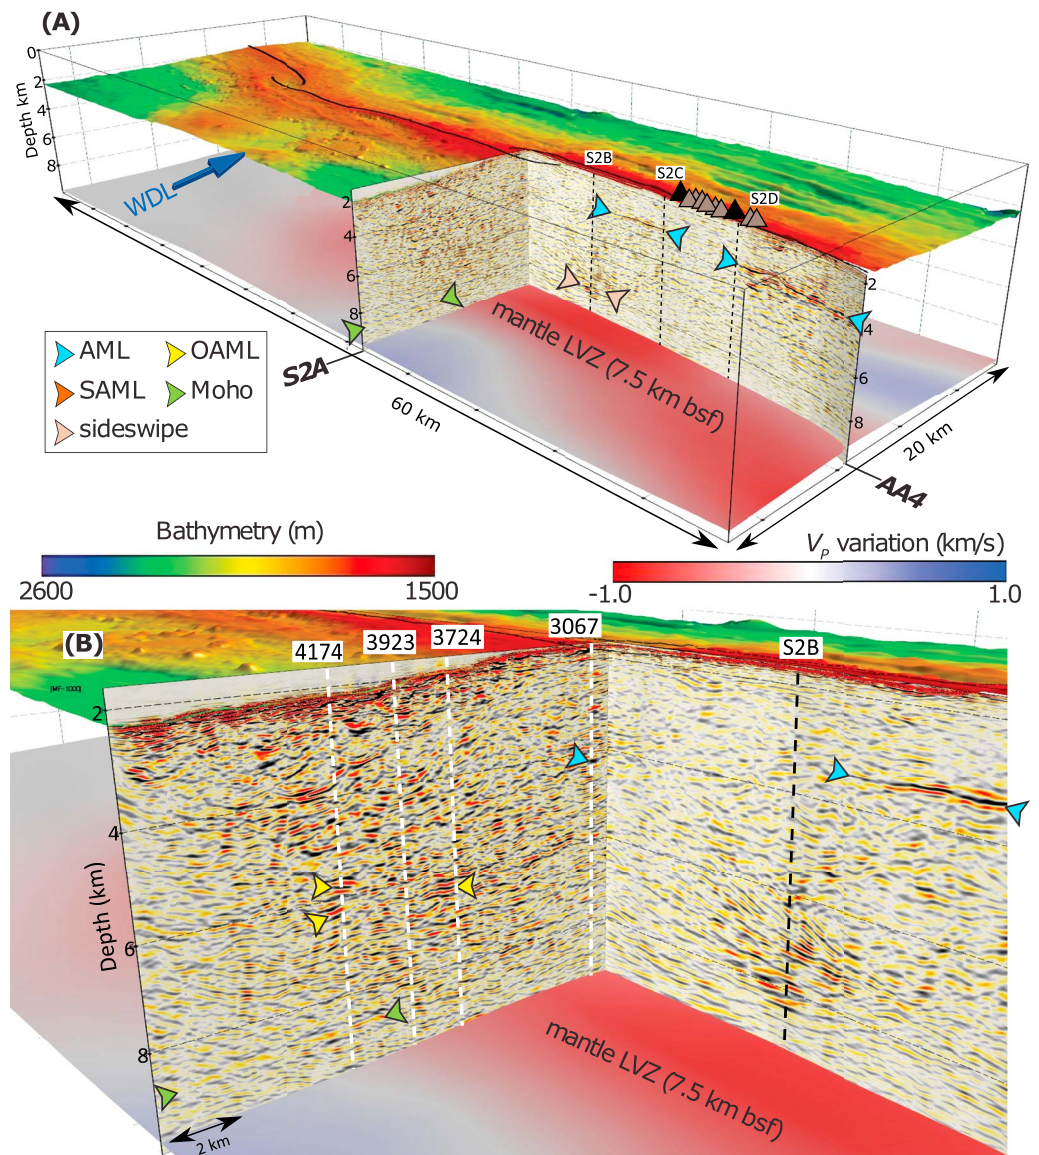 (A)
0
2
4
6
8
Depth km
WDL
S2B
S2C
S2D
2
4
6
8
2
4
6
8
mantle LVZ (7.5 km bsf)
AML
OAML
SAML
Moho
sideswipe
S2A
60 km
20 km
AA4
Bathymetry (m)
2600
1500
Vₚ variation (km/s)
-1.0
1.0
(B)
4174
3923
3724
3067
S2B
2
4
6
8
Depth (km)
mantle LVZ (7.5 km bsf)
2 km